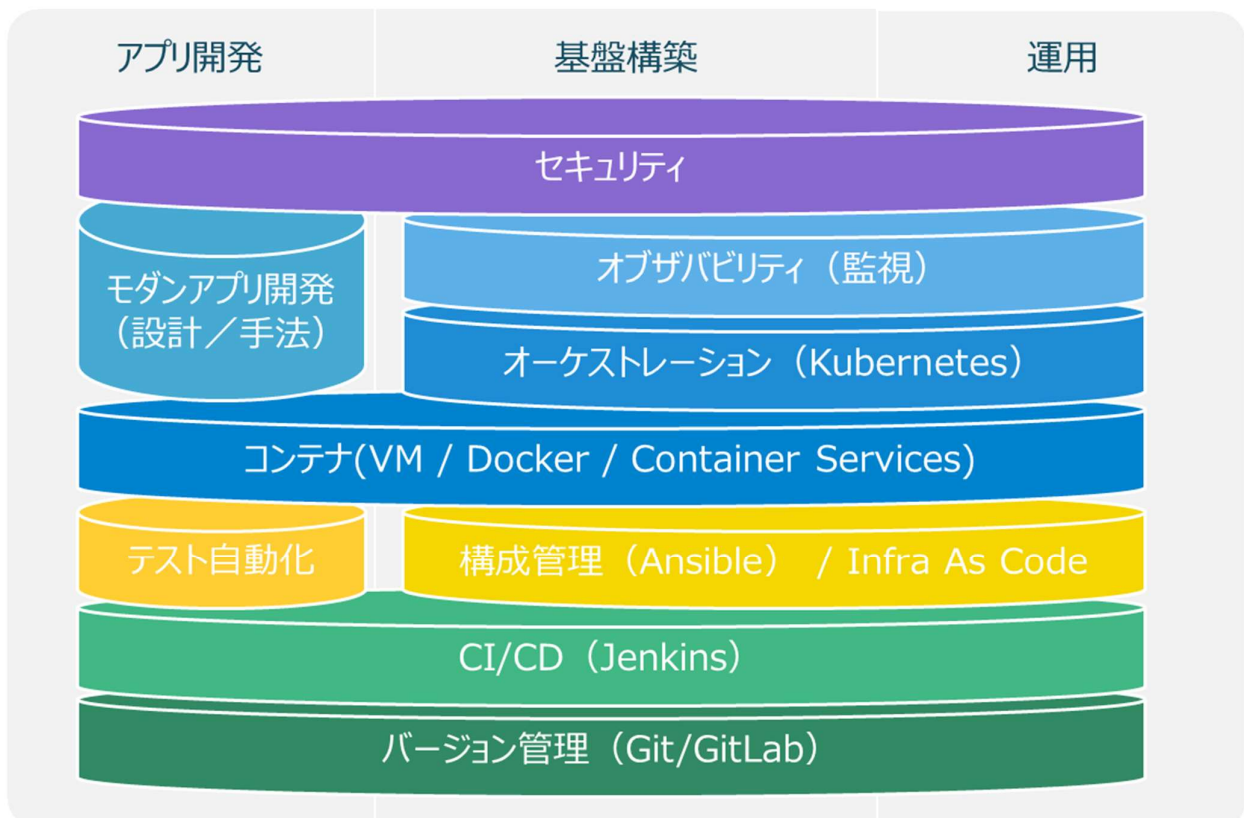 アプリ開発
基盤構築
運用
セキュリティ
モダンアプリ開発
（設計／手法）
オブザバビリティ（監視）
オーケストレーション（Kubernetes）
コンテナ(VM / Docker / Container Services)
テスト自動化
構成管理（Ansible） / Infra As Code
CI/CD（Jenkins）
バージョン管理（Git/GitLab）